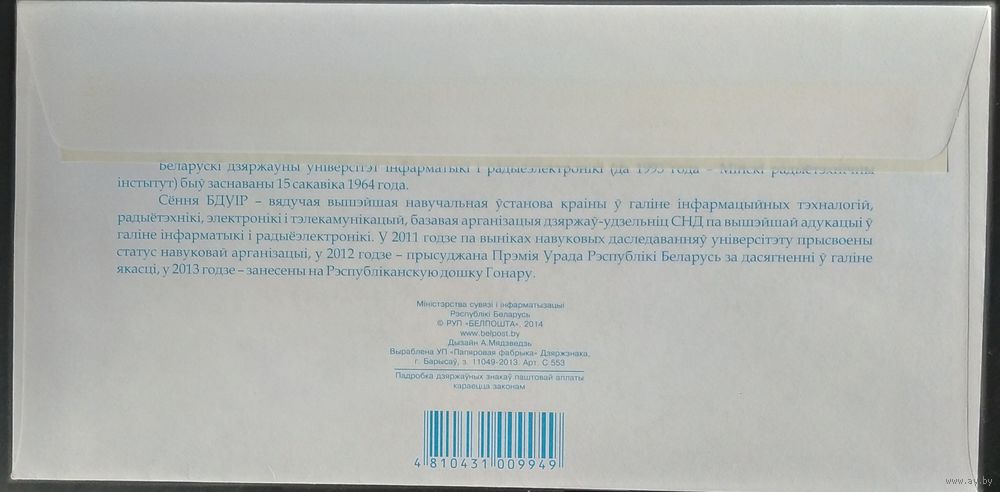 Беларускі дзяржаўны універсітэт інфарматыкі і радыёэлектронікі (да 1993 года – Мінскі радыётэхнічны
інстытут) быў заснаваны 15 сакавіка 1964 года.
Сёння БДУІР – вядучая вышэйшая навучальная ўстанова краіны ў галіне інфармацыйных тэхналогій,
радыётэхнікі, электронікі і тэлекамунікацый, базавая арганізацыя дзяржаў-удзельніц СНД па вышэйшай адукацыі ў
галіне інфарматыкі і радыёэлектронікі. У 2011 годзе па выніках навуковых даследаванняў універсітэту прысвоены
статус навуковай арганізацыі, у 2012 годзе – прысуджана Прэмія Урада Рэспублікі Беларусь за дасягненні ў галіне
якасці, у 2013 годзе – занесены на Рэспубліканскую дошку Гонару.
Міністэрства сувязі і інфарматызацыі
Рэспублікі Беларусь
© РУП «БЕЛПОШТА», 2014
www.belpost.by
Дызайн А.Мядзведзь
Выраблена УП «Папяровая фабрыка» Дзяржзнака,
г. Барысаў, з. 11049-2013. Арт. С 553
Падробка дзяржаўных знакаў паштовай аплаты
караецца законам
4 810431 009949
www.ay.by